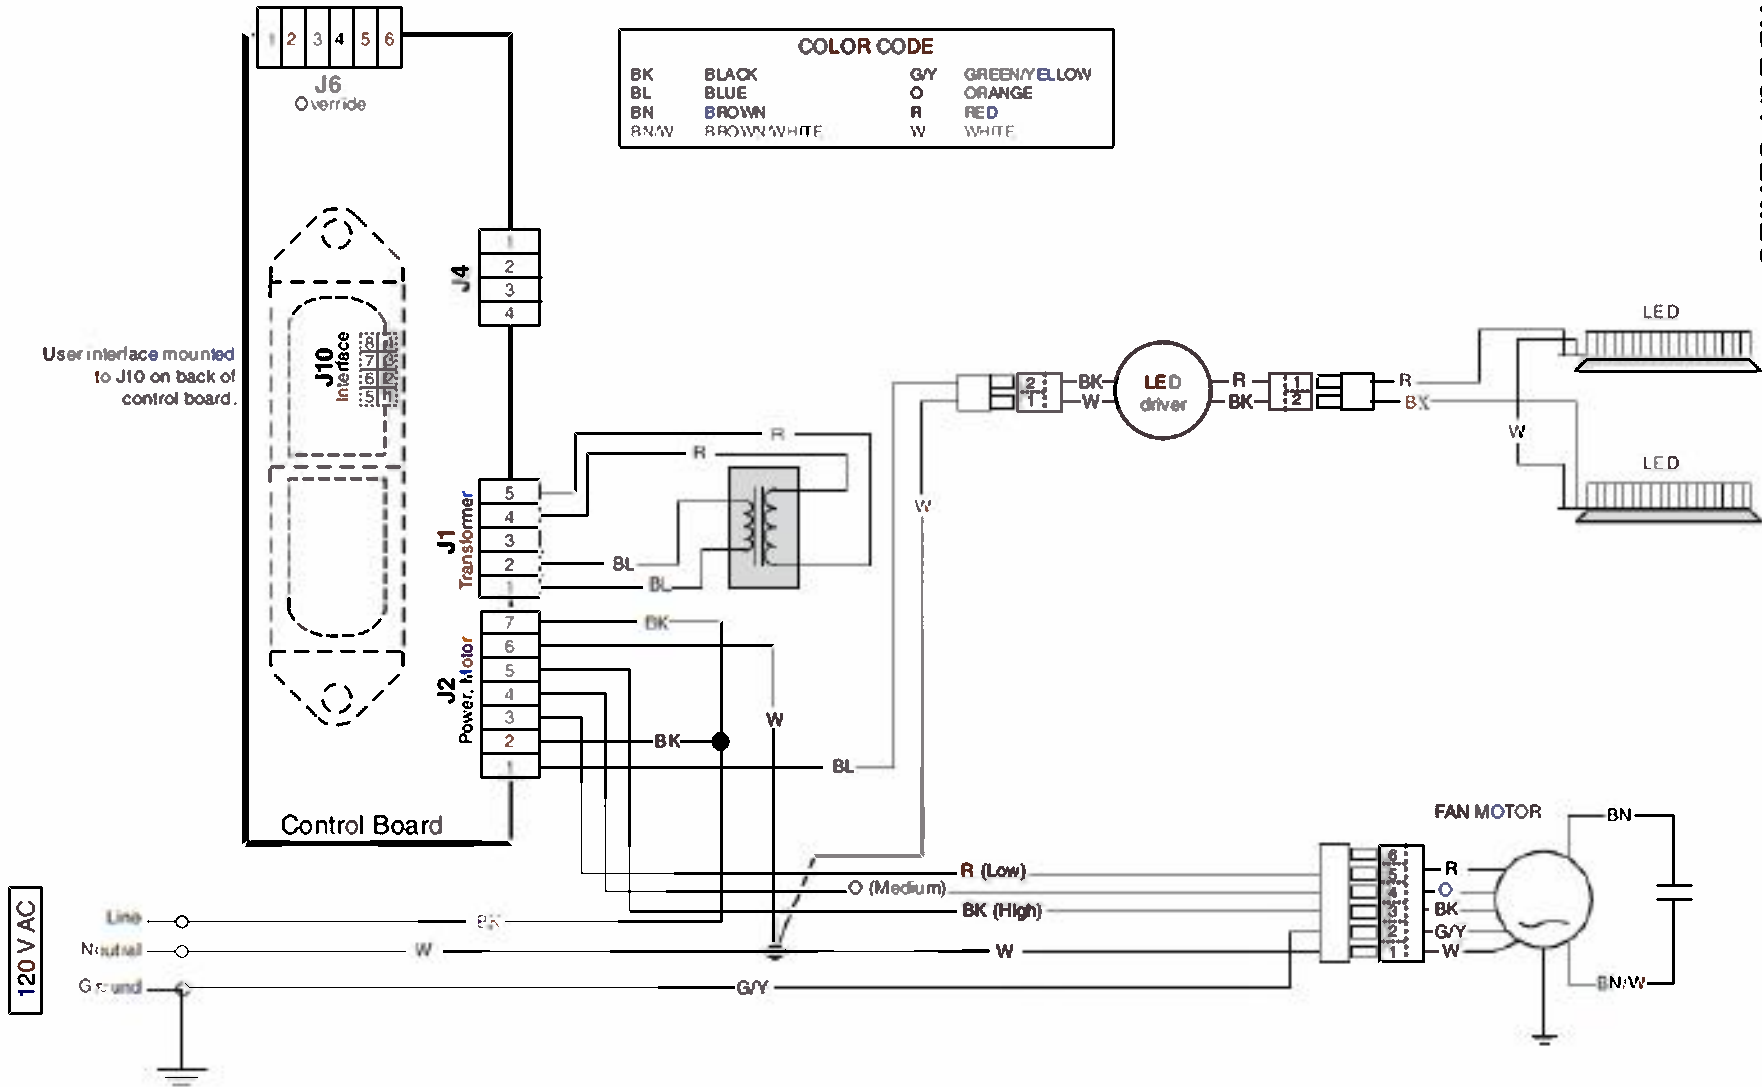 1 2 3 4 5 6
J6
Override
COLOR CODE
BK BLACK G/Y GREEN/YELLOW
BL BLUE O ORANGE
BN BROWN R RED
BN/W BROWN/WHITE W WHITE
J4
1
2
3
4
User interface mounted
to J10 on back of
control board.
J10
Interface
8
7
6
5
1
J1
Transformer
5
4
3
2
1
R
R
BL
BL
J2
Power, Motor
7
6
5
4
3
2
1
BK
W
BK
BL
W
2
1
BK
W
LED
driver
R
BK
1
2
R
BK
W
LED
LED
Control Board
FAN MOTOR
R (Low)
O (Medium)
BK (High)
W
6
5
4
3
2
1
R
O
BK
G/Y
W
BN
BN/W
120 V AC
Line BK
Neutral W
Ground G/Y